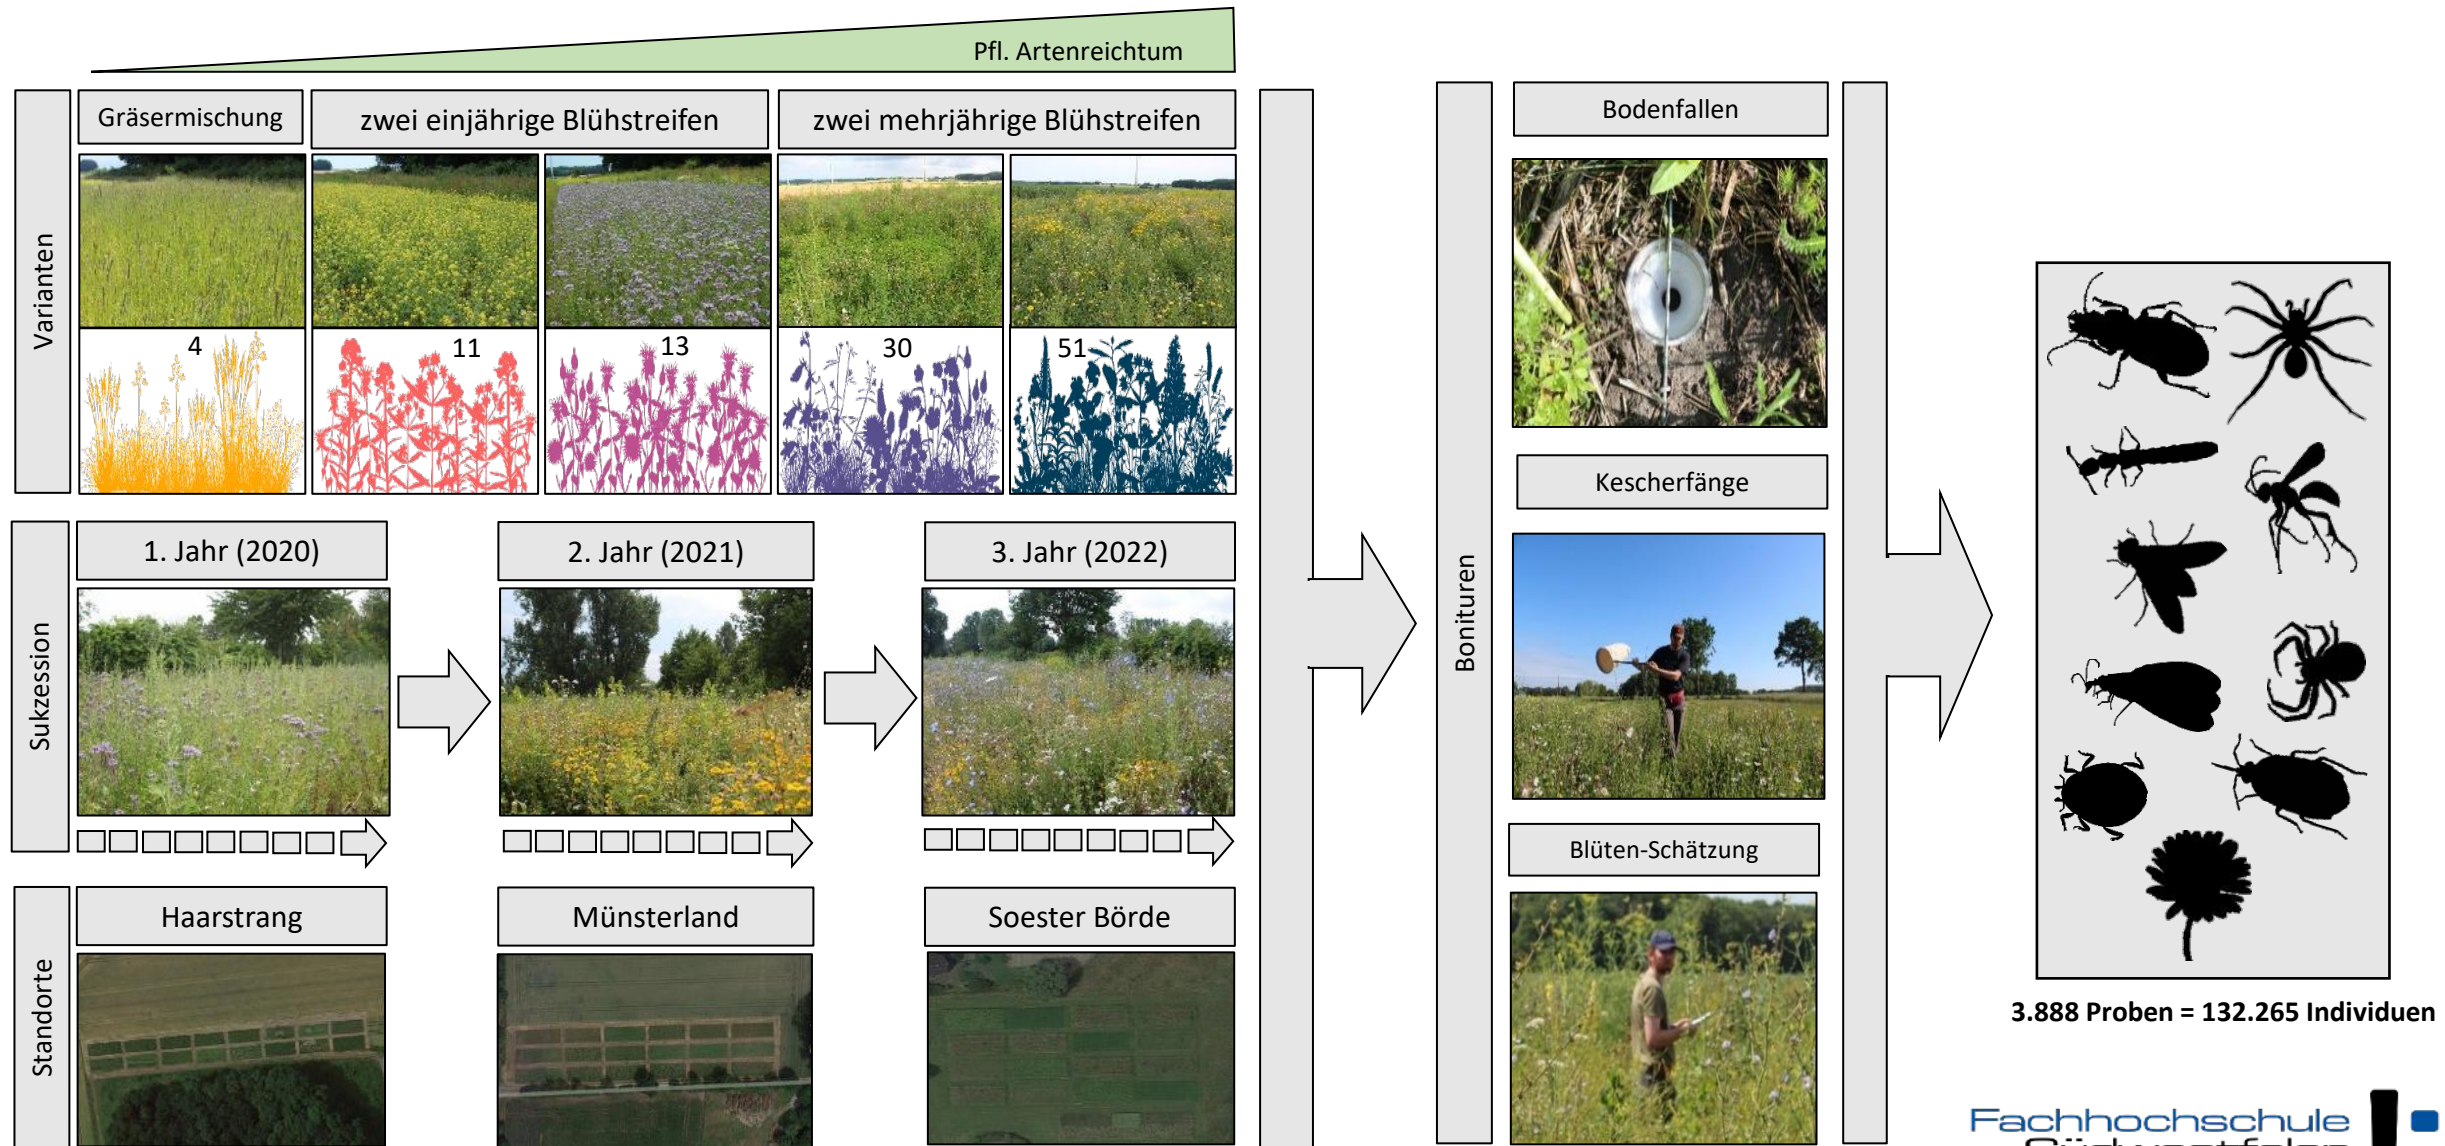 Pfl. Artenreichtum
Varianten
Gräsermischung
zwei einjährige Blühstreifen
zwei mehrjährige Blühstreifen
4
11
13
30
51
Sukzession
1. Jahr (2020)
2. Jahr (2021)
3. Jahr (2022)
Standorte
Haarstrang
Münsterland
Soester Börde
Bonituren
Bodenfallen
Kescherfänge
Blüten-Schätzung
3.888 Proben = 132.265 Individuen
Fachhochschule
Südwestfalen